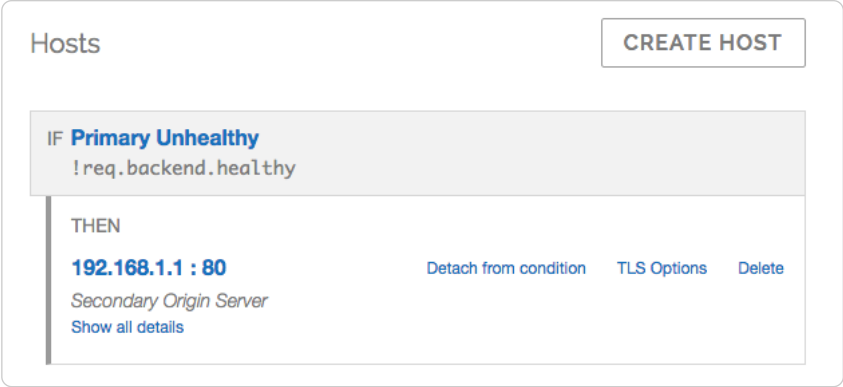 Hosts
CREATE HOST
IF Primary Unhealthy
!req.backend.healthy
THEN
192.168.1.1 : 80
Detach from condition
TLS Options
Delete
Secondary Origin Server
Show all details